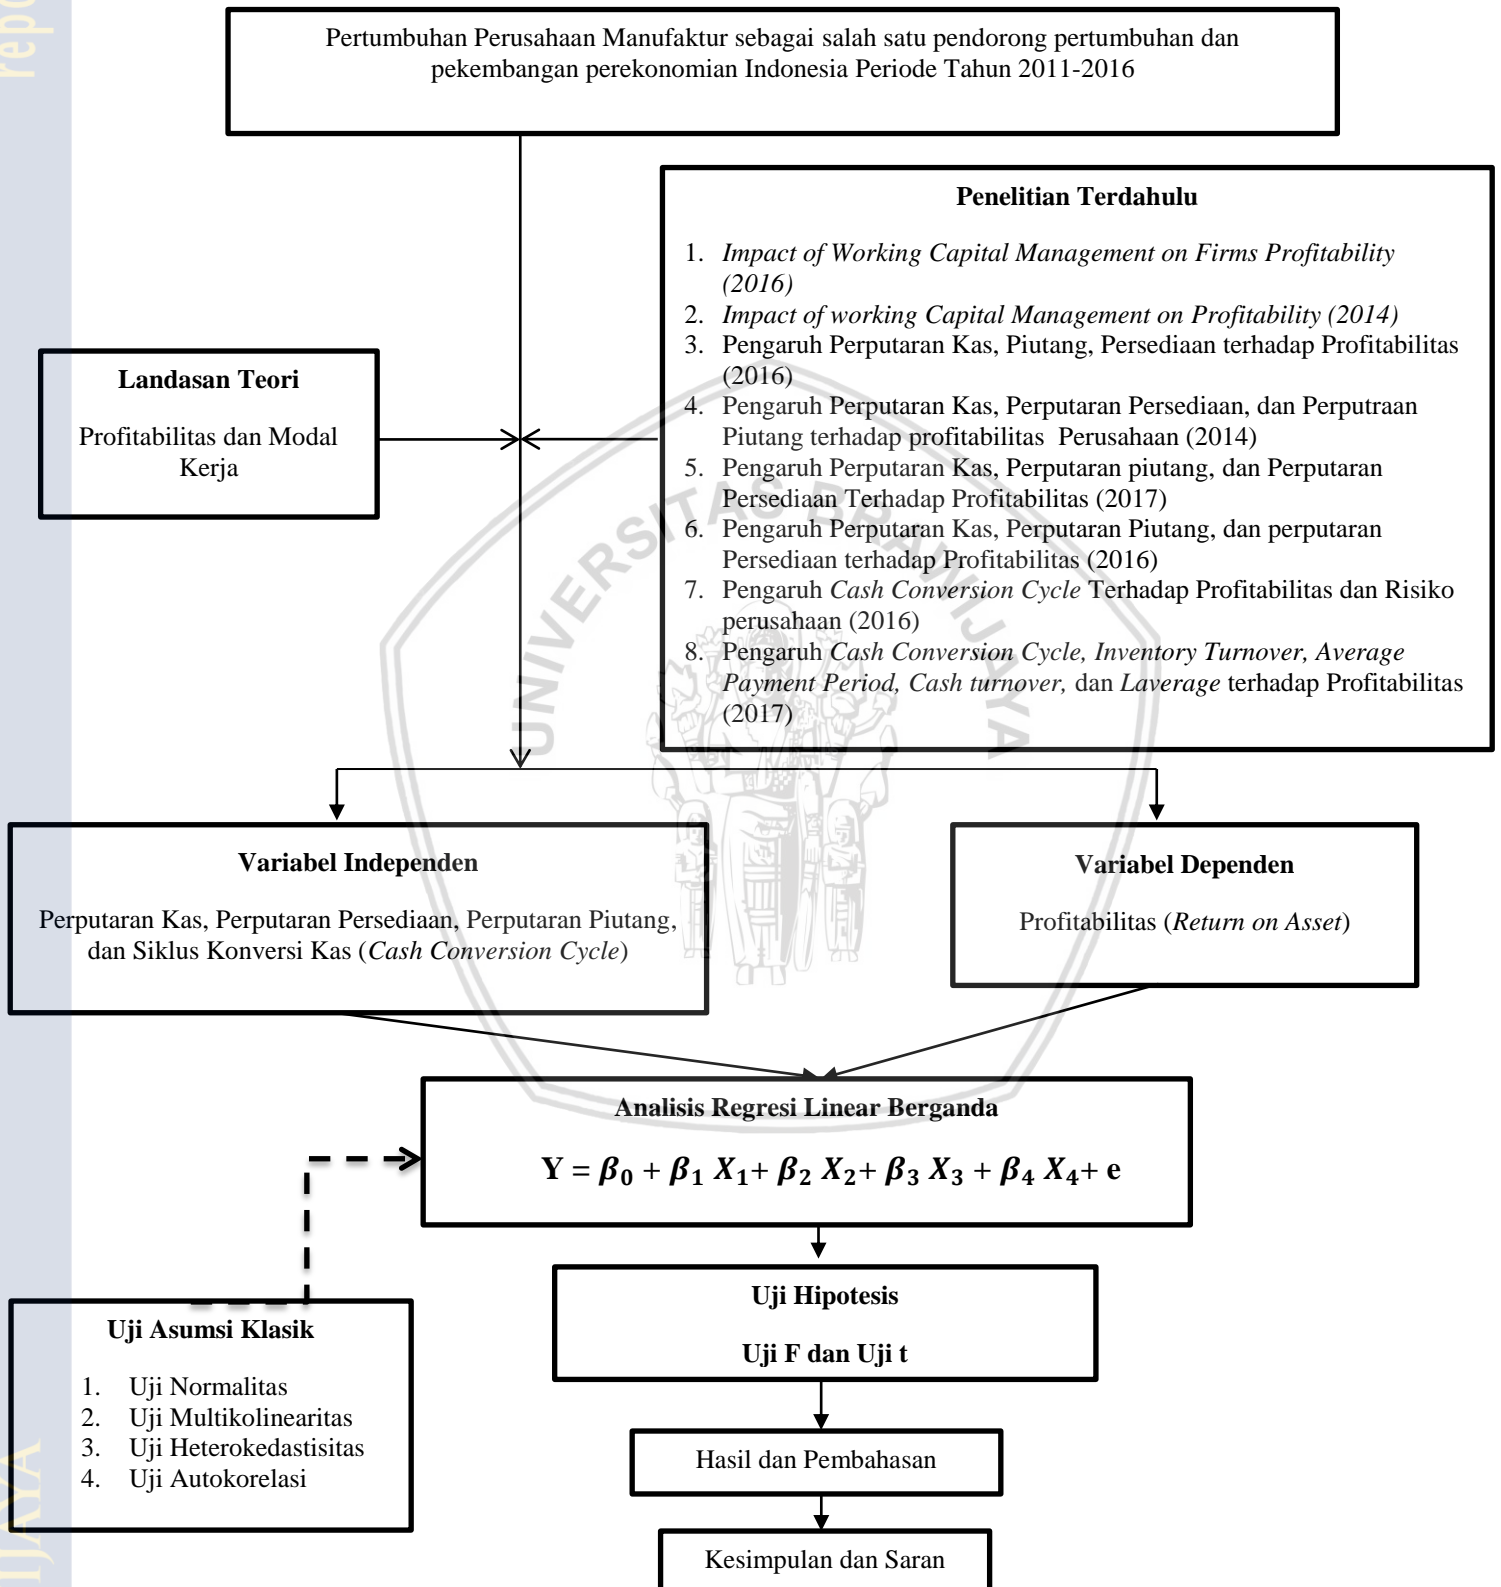 repo
Pertumbuhan Perusahaan Manufaktur sebagai salah satu pendorong pertumbuhan dan
pekembangan perekonomian Indonesia Periode Tahun 2011-2016
Penelitian Terdahulu
1. Impact of Working Capital Management on Firms Profitability
(2016)
2. Impact of working Capital Management on Profitability (2014)
3. Pengaruh Perputaran Kas, Piutang, Persediaan terhadap Profitabilitas
(2016)
4. Pengaruh Perputaran Kas, Perputaran Persediaan, dan Perputraan
Piutang terhadap profitabilitas Perusahaan (2014)
5. Pengaruh Perputaran Kas, Perputaran piutang, dan Perputaran
Persediaan Terhadap Profitabilitas (2017)
6. Pengaruh Perputaran Kas, Perputaran Piutang, dan perputaran
Persediaan terhadap Profitabilitas (2016)
7. Pengaruh Cash Conversion Cycle Terhadap Profitabilitas dan Risiko
perusahaan (2016)
8. Pengaruh Cash Conversion Cycle, Inventory Turnover, Average
Payment Period, Cash turnover, dan Laverage terhadap Profitabilitas
(2017)
Landasan Teori
Profitabilitas dan Modal
Kerja
UNIVERSITAS BRAWIJAYA
Variabel Independen
Perputaran Kas, Perputaran Persediaan, Perputaran Piutang,
dan Siklus Konversi Kas (Cash Conversion Cycle)
Variabel Dependen
Profitabilitas (Return on Asset)
Analisis Regresi Linear Berganda
Y = β₀ + β₁ X₁+ β₂ X₂+ β₃ X₃ + β₄ X₄+ e
Uji Hipotesis
Uji F dan Uji t
Uji Asumsi Klasik
1. Uji Normalitas
2. Uji Multikolinearitas
3. Uji Heterokedastisitas
4. Uji Autokorelasi
Hasil dan Pembahasan
Kesimpulan dan Saran
IJAYA